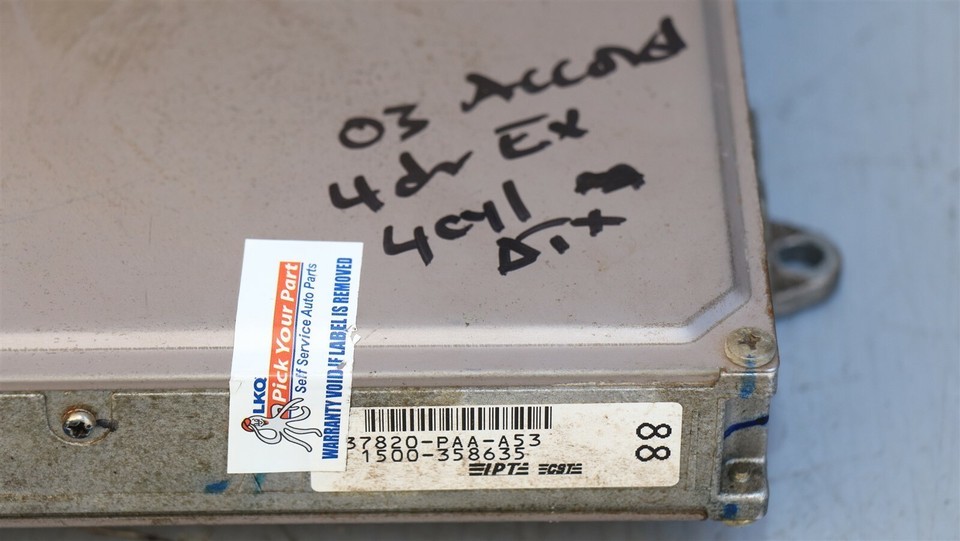 03 Accord
4dr EX
4cyl
LKQ
Pick Your Part
Self Service Auto Parts
WARRANTY VOID IF LABEL IS REMOVED
37820-PAA-A53
1500-358635
IPT CGT
88